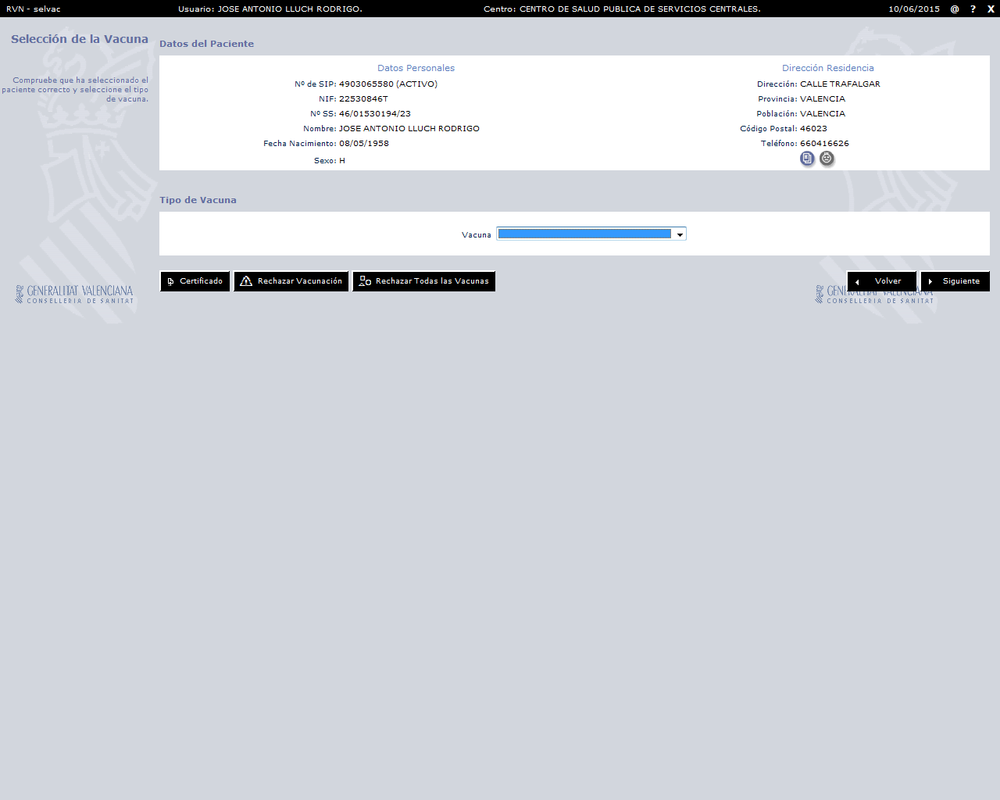 RVN - selvac
Usuario: JOSE ANTONIO LLUCH RODRIGO.
Centro: CENTRO DE SALUD PUBLICA DE SERVICIOS CENTRALES.
10/06/2015 @ ? X
Selección de la Vacuna
Compruebe que ha seleccionado el
paciente correcto y seleccione el tipo
de vacuna.
Datos del Paciente
Datos Personales
Nº de SIP: 4903065580 (ACTIVO)
NIF: 22530846T
Nº SS: 46/01530194/23
Nombre: JOSE ANTONIO LLUCH RODRIGO
Fecha Nacimiento: 08/05/1958
Sexo: H
Dirección Residencia
Dirección: CALLE TRAFALGAR
Provincia: VALENCIA
Población: VALENCIA
Código Postal: 46023
Teléfono: 660416626
Tipo de Vacuna
Vacuna
Certificado
Rechazar Vacunación
Rechazar Todas las Vacunas
Volver
Siguiente
GENERALITAT VALENCIANA
CONSELLERIA DE SANITAT
GENERALITAT VALENCIANA
CONSELLERIA DE SANITAT